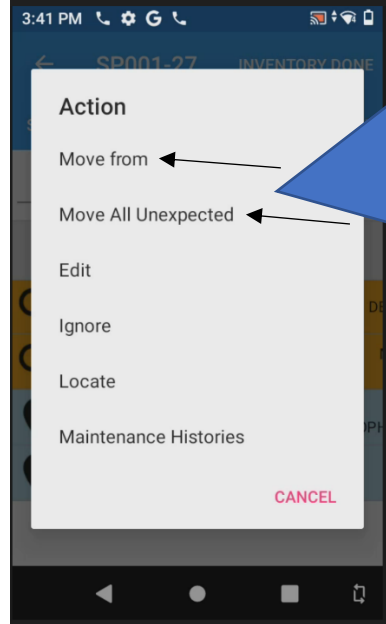 3:41 PM G
SP001-27 INVENTORY DONE
Action
Move from
Move All Unexpected
Edit
Ignore
Locate
Maintenance Histories
CANCEL